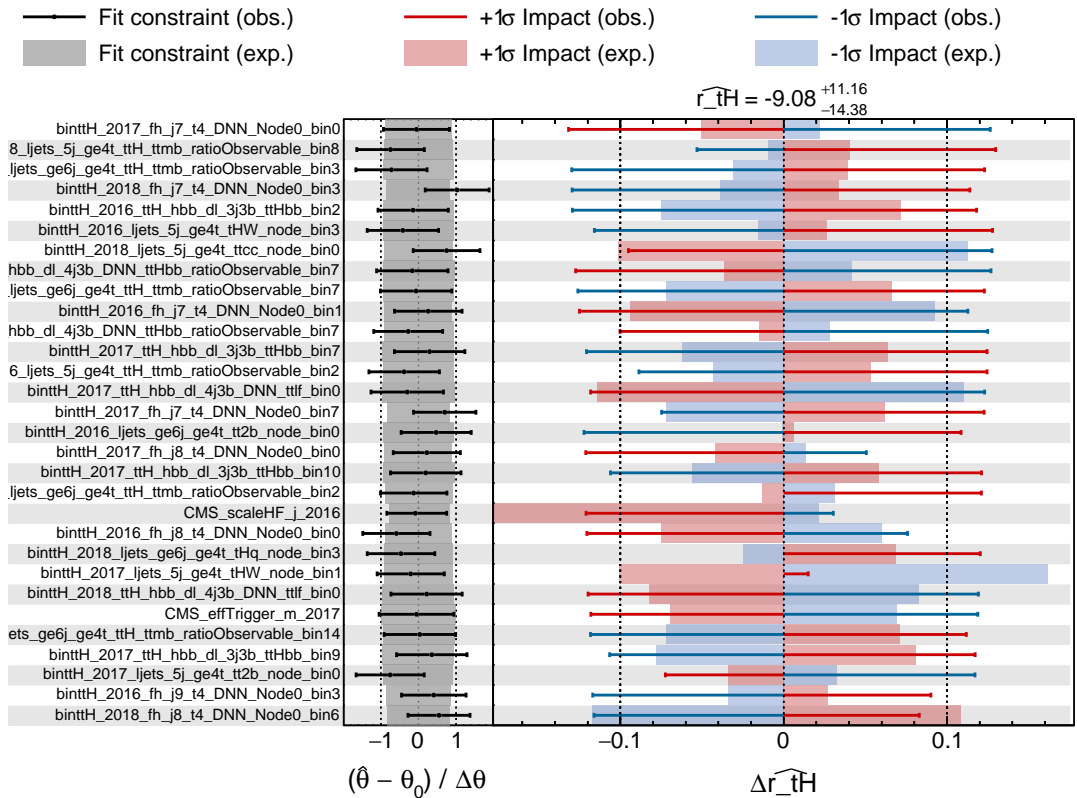 Fit constraint (obs.) +1σ Impact (obs.) -1σ Impact (obs.)
Fit constraint (exp.) +1σ Impact (exp.) -1σ Impact (exp.)
r_tH = -9.08 +11.16 −14.38
binttH_2017_fh_j7_t4_DNN_Node0_bin0
8_ljets_5j_ge4t_ttH_ttmb_ratioObservable_bin8
.jets_ge6j_ge4t_ttH_ttmb_ratioObservable_bin3
binttH_2018_fh_j7_t4_DNN_Node0_bin3
binttH_2016_ttH_hbb_dl_3j3b_ttHbb_bin2
binttH_2016_ljets_5j_ge4t_tHW_node_bin3
binttH_2018_ljets_5j_ge4t_ttcc_node_bin0
hbb_dl_4j3b_DNN_ttHbb_ratioObservable_bin7
.jets_ge6j_ge4t_ttH_ttmb_ratioObservable_bin7
binttH_2016_fh_j7_t4_DNN_Node0_bin1
hbb_dl_4j3b_DNN_ttHbb_ratioObservable_bin7
binttH_2017_ttH_hbb_dl_3j3b_ttHbb_bin7
6_ljets_5j_ge4t_ttH_ttmb_ratioObservable_bin2
binttH_2017_ttH_hbb_dl_4j3b_DNN_ttlf_bin0
binttH_2017_fh_j7_t4_DNN_Node0_bin7
binttH_2016_ljets_ge6j_ge4t_tt2b_node_bin0
binttH_2017_fh_j8_t4_DNN_Node0_bin0
binttH_2017_ttH_hbb_dl_3j3b_ttHbb_bin10
.jets_ge6j_ge4t_ttH_ttmb_ratioObservable_bin2
CMS_scaleHF_j_2016
binttH_2016_fh_j8_t4_DNN_Node0_bin0
binttH_2018_ljets_ge6j_ge4t_tHq_node_bin3
binttH_2017_ljets_5j_ge4t_tHW_node_bin1
binttH_2018_ttH_hbb_dl_4j3b_DNN_ttlf_bin0
CMS_effTrigger_m_2017
ets_ge6j_ge4t_ttH_ttmb_ratioObservable_bin14
binttH_2017_ttH_hbb_dl_3j3b_ttHbb_bin9
binttH_2017_ljets_5j_ge4t_tt2b_node_bin0
binttH_2016_fh_j9_t4_DNN_Node0_bin3
binttH_2018_fh_j8_t4_DNN_Node0_bin6
−1 0 1 −0.1 0 0.1
(θ̂ − θ0) / Δθ Δr_tH